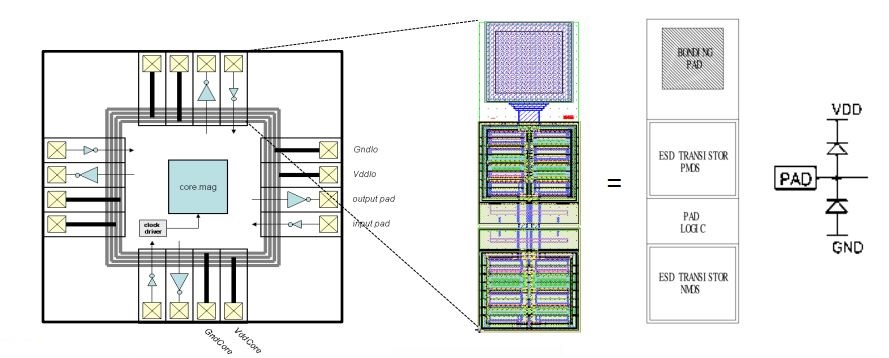 GndIo
VddIo
output pad
input pad
core.mag
clock
driver
GndCore
VddCore
=
BONDING
PAD
ESD TRANSISTOR
PMOS
PAD
LOGIC
ESD TRANSISTOR
NMOS
VDD
PAD
GND